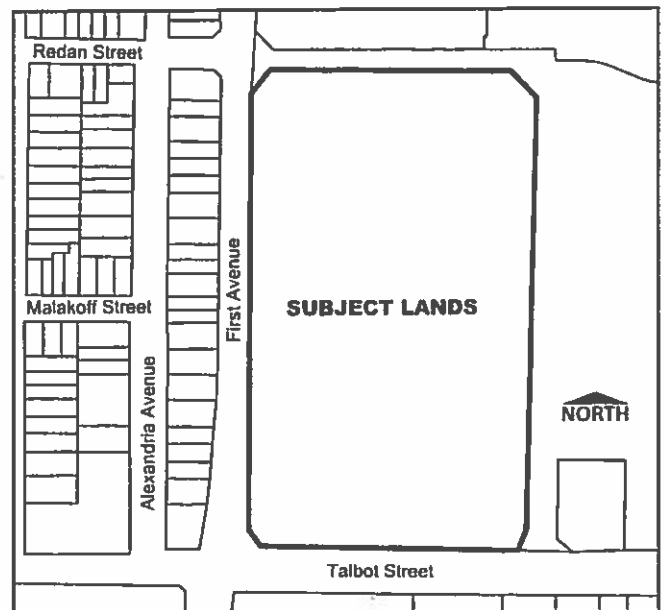 Redan Street
Malakoff Street
Alexandria Avenue
First Avenue
SUBJECT LANDS
NORTH
Talbot Street